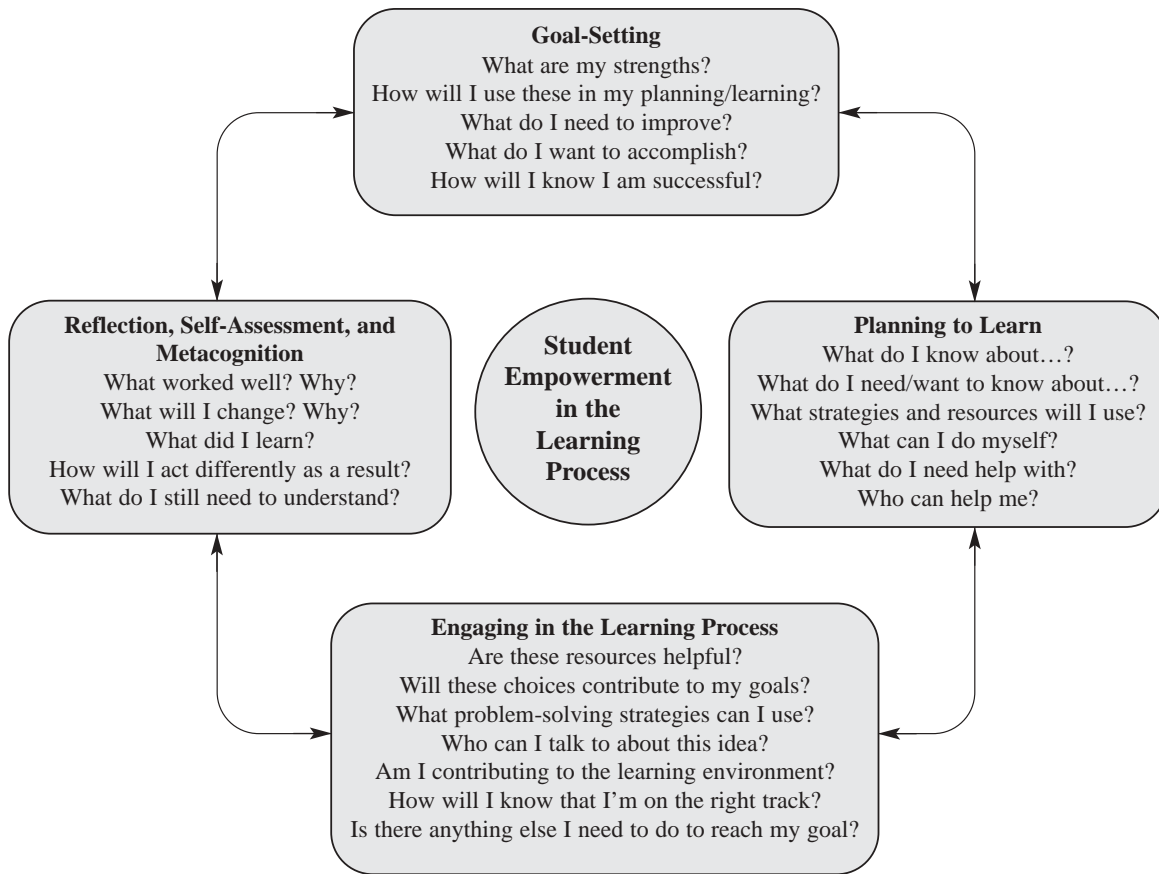 Goal-Setting
What are my strengths?
How will I use these in my planning/learning?
What do I need to improve?
What do I want to accomplish?
How will I know I am successful?
Reflection, Self-Assessment, and
Metacognition
What worked well? Why?
What will I change? Why?
What did I learn?
How will I act differently as a result?
What do I still need to understand?
Student
Empowerment
in the
Learning
Process
Planning to Learn
What do I know about…?
What do I need/want to know about…?
What strategies and resources will I use?
What can I do myself?
What do I need help with?
Who can help me?
Engaging in the Learning Process
Are these resources helpful?
Will these choices contribute to my goals?
What problem-solving strategies can I use?
Who can I talk to about this idea?
Am I contributing to the learning environment?
How will I know that I’m on the right track?
Is there anything else I need to do to reach my goal?